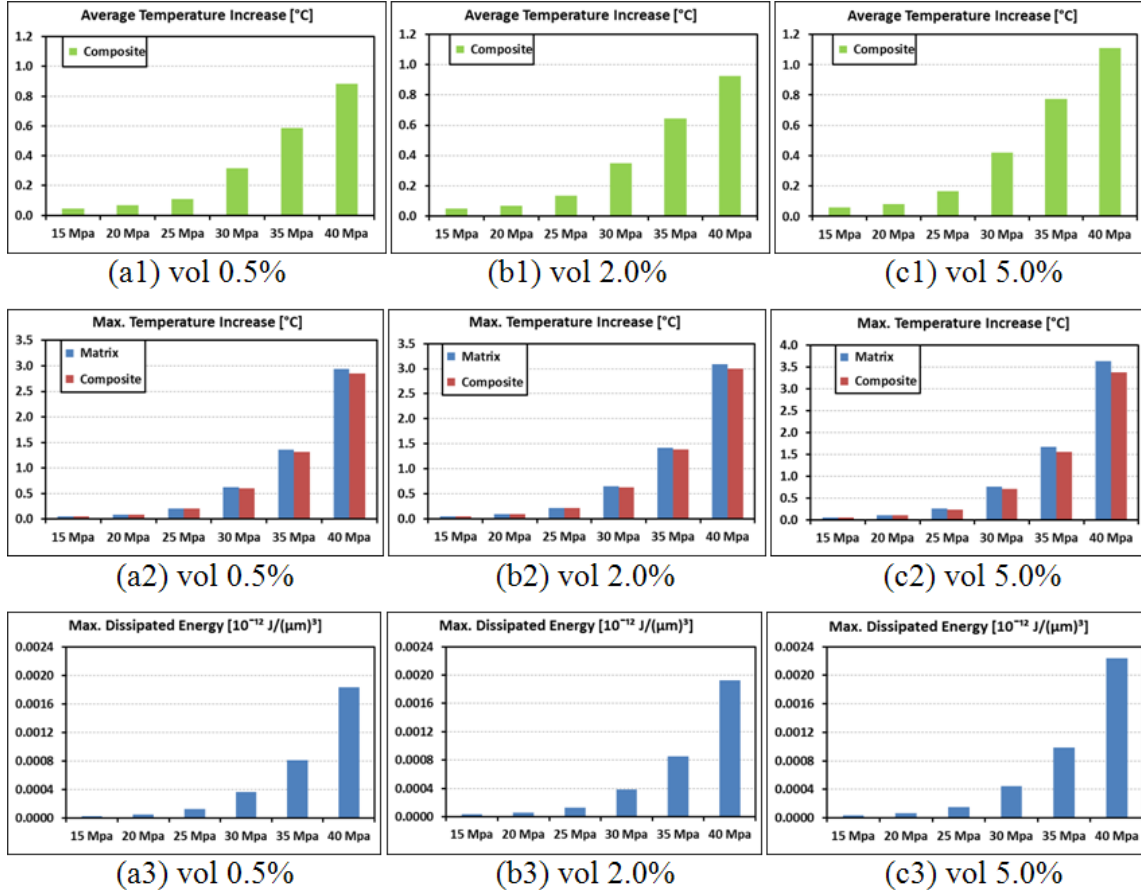 Average Temperature Increase [°C]
1.2
1.0
0.8
0.6
0.4
0.2
0.0
Composite
15 Mpa 20 Mpa 25 Mpa 30 Mpa 35 Mpa 40 Mpa
(a1) vol 0.5%
Average Temperature Increase [°C]
1.2
1.0
0.8
0.6
0.4
0.2
0.0
Composite
15 Mpa 20 Mpa 25 Mpa 30 Mpa 35 Mpa 40 Mpa
(b1) vol 2.0%
Average Temperature Increase [°C]
1.2
1.0
0.8
0.6
0.4
0.2
0.0
Composite
15 Mpa 20 Mpa 25 Mpa 30 Mpa 35 Mpa 40 Mpa
(c1) vol 5.0%
Max. Temperature Increase [°C]
3.5
3.0
2.5
2.0
1.5
1.0
0.5
0.0
Matrix
Composite
15 Mpa 20 Mpa 25 Mpa 30 Mpa 35 Mpa 40 Mpa
(a2) vol 0.5%
Max. Temperature Increase [°C]
3.5
3.0
2.5
2.0
1.5
1.0
0.5
0.0
Matrix
Composite
15 Mpa 20 Mpa 25 Mpa 30 Mpa 35 Mpa 40 Mpa
(b2) vol 2.0%
Max. Temperature Increase [°C]
4.0
3.5
3.0
2.5
2.0
1.5
1.0
0.5
0.0
Matrix
Composite
15 Mpa 20 Mpa 25 Mpa 30 Mpa 35 Mpa 40 Mpa
(c2) vol 5.0%
Max. Dissipated Energy [10⁻¹² J/(µm)³]
0.0024
0.0020
0.0016
0.0012
0.0008
0.0004
0.0000
15 Mpa 20 Mpa 25 Mpa 30 Mpa 35 Mpa 40 Mpa
(a3) vol 0.5%
Max. Dissipated Energy [10⁻¹² J/(µm)³]
0.0024
0.0020
0.0016
0.0012
0.0008
0.0004
0.0000
15 Mpa 20 Mpa 25 Mpa 30 Mpa 35 Mpa 40 Mpa
(b3) vol 2.0%
Max. Dissipated Energy [10⁻¹² J/(µm)³]
0.0024
0.0020
0.0016
0.0012
0.0008
0.0004
0.0000
15 Mpa 20 Mpa 25 Mpa 30 Mpa 35 Mpa 40 Mpa
(c3) vol 5.0%